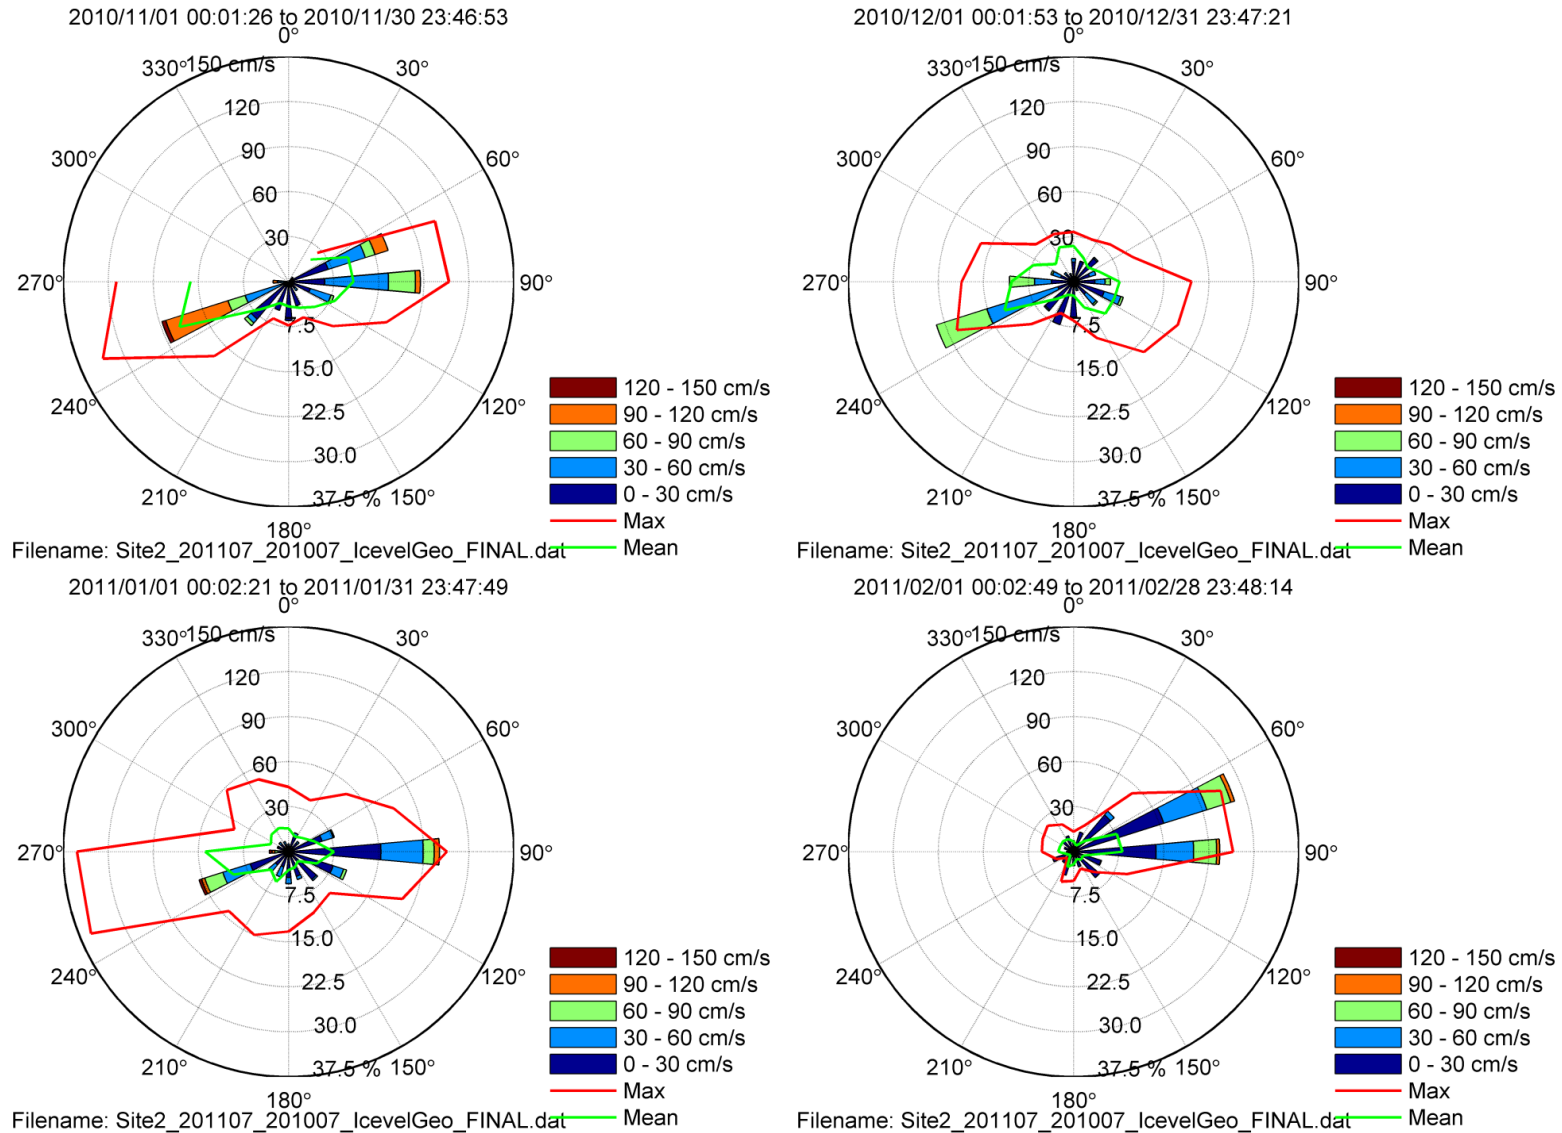 2010/11/01 00:01:26 to 2010/11/30 23:46:53
0°
330° 150 cm/s 30°
120
300° 90 60°
60
30
270° 90°
7.5
15.0
240° 22.5 120°
30.0
210° 37.5 % 150°
180°
120 - 150 cm/s
90 - 120 cm/s
60 - 90 cm/s
30 - 60 cm/s
0 - 30 cm/s
Max
Mean
Filename: Site2_201107_201007_IcevelGeo_FINAL.dat
2010/12/01 00:01:53 to 2010/12/31 23:47:21
0°
330° 150 cm/s 30°
120
300° 90 60°
60
30
270° 90°
7.5
15.0
240° 22.5 120°
30.0
210° 37.5 % 150°
180°
120 - 150 cm/s
90 - 120 cm/s
60 - 90 cm/s
30 - 60 cm/s
0 - 30 cm/s
Max
Mean
Filename: Site2_201107_201007_IcevelGeo_FINAL.dat
2011/01/01 00:02:21 to 2011/01/31 23:47:49
0°
330° 150 cm/s 30°
120
300° 90 60°
60
30
270° 90°
7.5
15.0
240° 22.5 120°
30.0
210° 37.5 % 150°
180°
120 - 150 cm/s
90 - 120 cm/s
60 - 90 cm/s
30 - 60 cm/s
0 - 30 cm/s
Max
Mean
Filename: Site2_201107_201007_IcevelGeo_FINAL.dat
2011/02/01 00:02:49 to 2011/02/28 23:48:14
0°
330° 150 cm/s 30°
120
300° 90 60°
60
30
270° 90°
7.5
15.0
240° 22.5 120°
30.0
210° 37.5 % 150°
180°
120 - 150 cm/s
90 - 120 cm/s
60 - 90 cm/s
30 - 60 cm/s
0 - 30 cm/s
Max
Mean
Filename: Site2_201107_201007_IcevelGeo_FINAL.dat